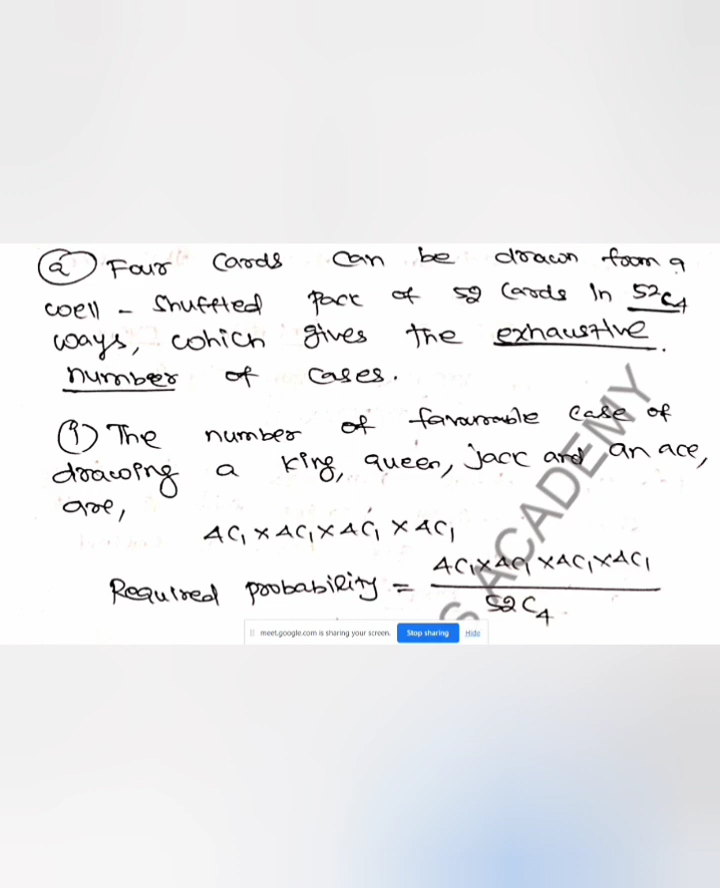 ② Four cards can be drawn from a
well - shuffled pack of 52 cards in 52C4
ways, which gives the exhaustive
number of cases.
① The number of favourable case of
drawing a king, queen, jack and an ace,
are,
4C1 × 4C1 × 4C1 × 4C1
Required probability = 4C1 × 4C1 × 4C1 × 4C1
52C4
S ACADEMY
meet.google.com is sharing your screen. Stop sharing Hide